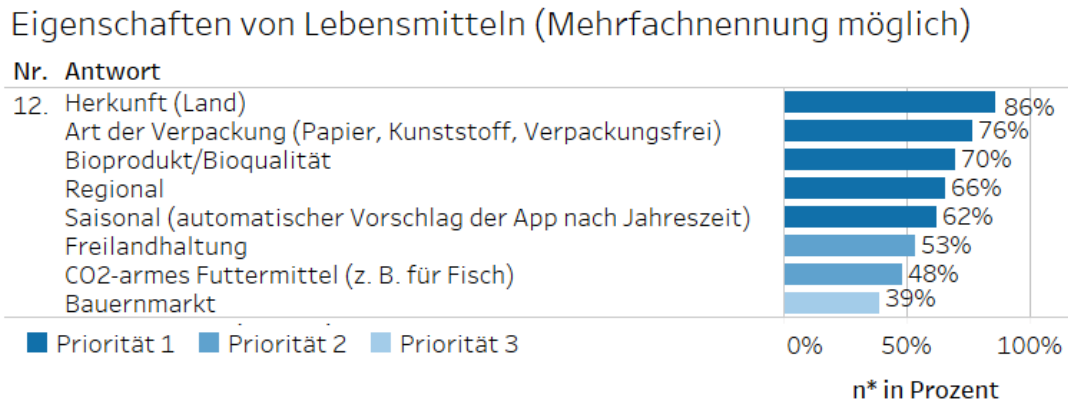 Eigenschaften von Lebensmitteln (Mehrfachnennung möglich)
Nr. Antwort
12. Herkunft (Land) 86%
Art der Verpackung (Papier, Kunststoff, Verpackungsfrei) 76%
Bioprodukt/Bioqualität 70%
Regional 66%
Saisonal (automatischer Vorschlag der App nach Jahreszeit) 62%
Freilandhaltung 53%
CO2-armes Futtermittel (z. B. für Fisch) 48%
Bauernmarkt 39%
Priorität 1 Priorität 2 Priorität 3 0% 50% 100%
n* in Prozent